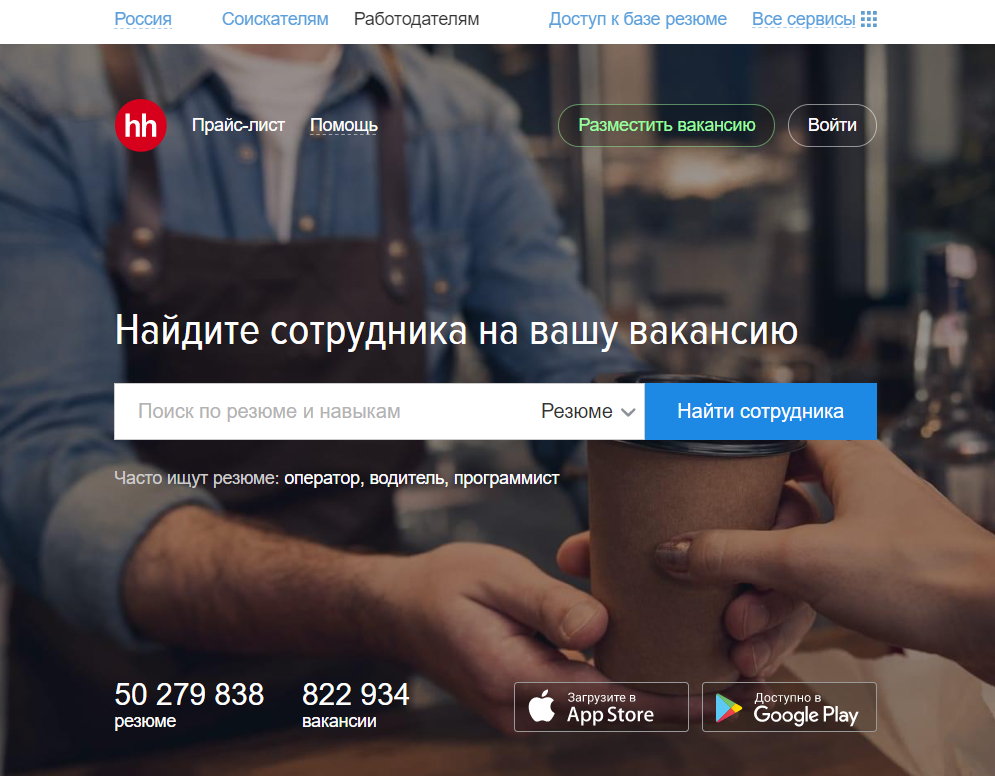 Россия Соискателям Работодателям Доступ к базе резюме Все сервисы
hh Прайс-лист Помощь Разместить вакансию Войти
Найдите сотрудника на вашу вакансию
Поиск по резюме и навыкам Резюме Найти сотрудника
Часто ищут резюме: оператор, водитель, программист
50 279 838 822 934
резюме вакансии
Загрузите в
App Store
Доступно в
Google Play